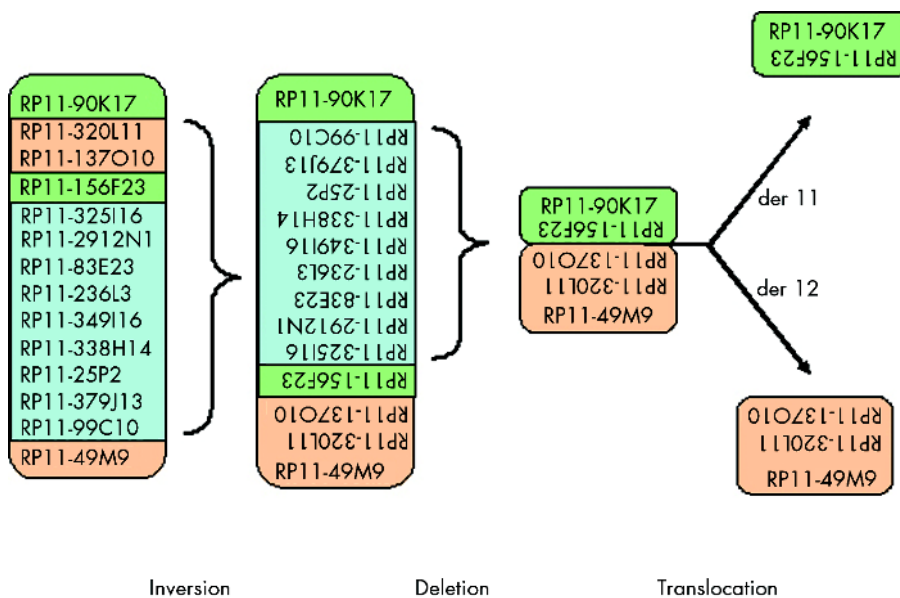 RP11-90K17
RP11-320L11
RP11-137O10
RP11-156F23
RP11-325I16
RP11-2912N1
RP11-83E23
RP11-236L3
RP11-349I16
RP11-338H14
RP11-25P2
RP11-379J13
RP11-99C10
RP11-49M9
RP11-90K17
RP11-99C10
RP11-379J13
RP11-25P2
RP11-338H14
RP11-349I16
RP11-236L3
RP11-83E23
RP11-2912N1
RP11-325I16
RP11-156F23
RP11-137O10
RP11-320L11
RP11-49M9
RP11-90K17
RP11-156F23
RP11-137O10
RP11-320L11
RP11-49M9
der 11
der 12
RP11-90K17
RP11-156F23
RP11-137O10
RP11-320L11
RP11-49M9
Inversion
Deletion
Translocation